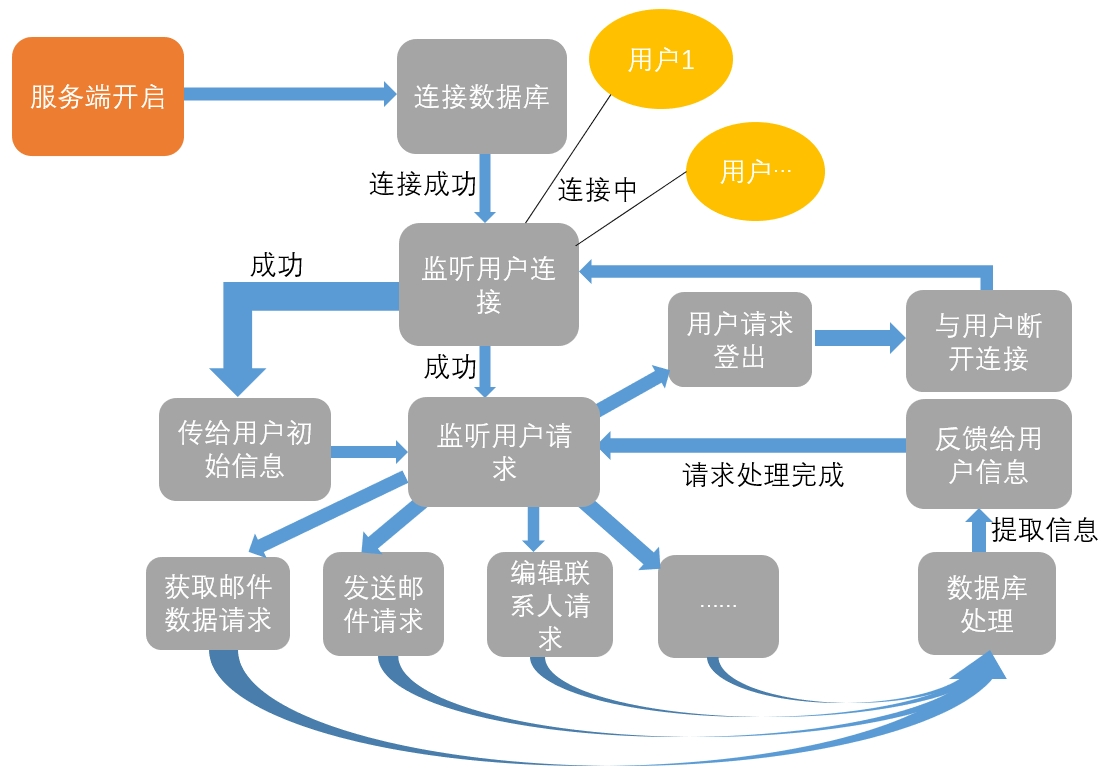 服务端开启
连接数据库
用户1
用户…
连接成功
连接中
监听用户连
接
成功
成功
用户请求
登出
与用户断
开连接
传给用户初
始信息
监听用户请
求
反馈给用
户信息
请求处理完成
提取信息
获取邮件
数据请求
发送邮
件请求
编辑联
系人请
求
……
数据库
处理